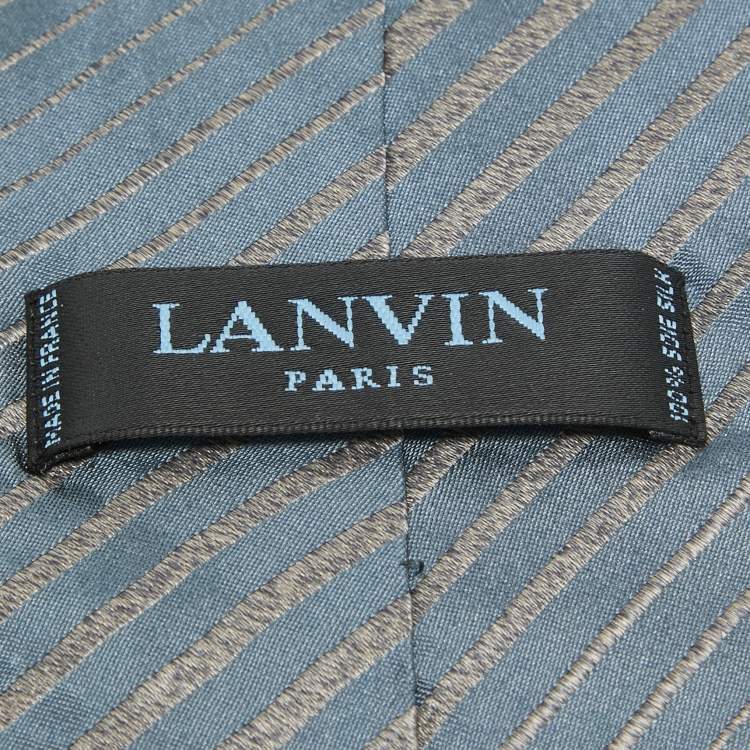 LANVIN
PARIS
MADE IN FRANCE
100% SOIE SILK